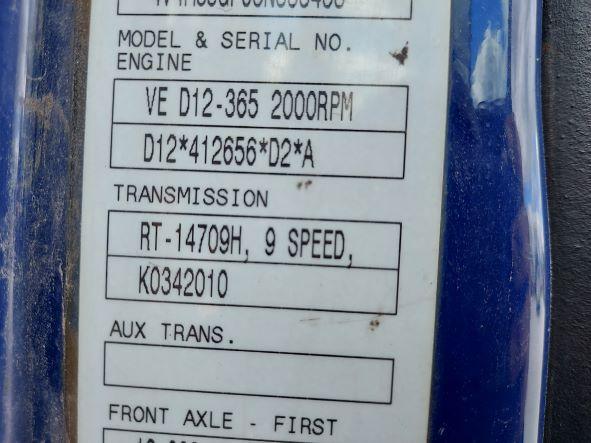 MODEL & SERIAL NO.
ENGINE
VE D12-365 2000RPM
D12*412656*D2*A
TRANSMISSION
RT-14709H, 9 SPEED,
K0342010
AUX TRANS.
FRONT AXLE - FIRST